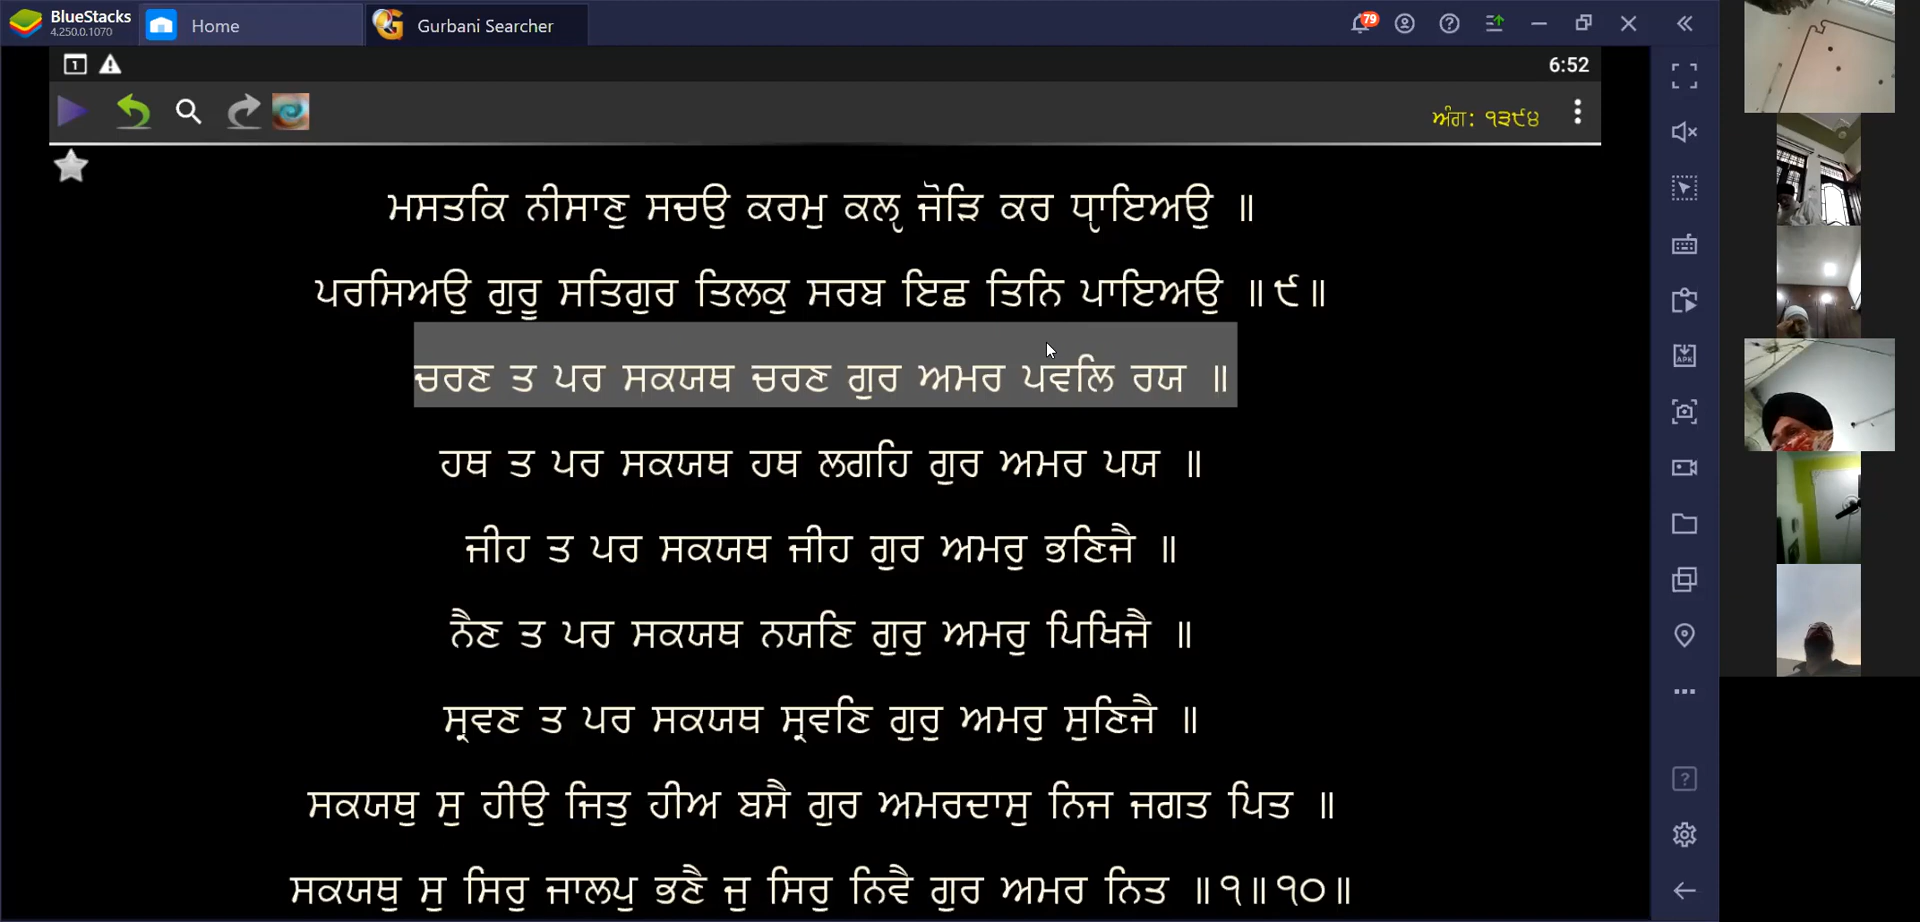 BlueStacks
4.250.0.1070
Home
Gurbani Searcher
79
1
6:52
ਅੰਗ: ੧੩੯੪
ਮਸਤਕਿ ਨੀਸਾਣੁ ਸਚਉ ਕਰਮੁ ਕਲੵ ਜੋੜਿ ਕਰ ਧੵਾਇਅਉ ॥
ਪਰਸਿਅਉ ਗੁਰੂ ਸਤਿਗੁਰ ਤਿਲਕੁ ਸਰਬ ਇਛ ਤਿਨਿ ਪਾਇਅਉ ॥੯॥
ਚਰਣ ਤ ਪਰ ਸਕਯਥ ਚਰਣ ਗੁਰ ਅਮਰ ਪਵਲਿ ਰਯ ॥
ਹਥ ਤ ਪਰ ਸਕਯਥ ਹਥ ਲਗਹਿ ਗੁਰ ਅਮਰ ਪਯ ॥
ਜੀਹ ਤ ਪਰ ਸਕਯਥ ਜੀਹ ਗੁਰ ਅਮਰੁ ਭਣਿਜੈ ॥
ਨੈਣ ਤ ਪਰ ਸਕਯਥ ਨਯਣਿ ਗੁਰੁ ਅਮਰੁ ਪਿਖਿਜੈ ॥
ਸ੍ਰਵਣ ਤ ਪਰ ਸਕਯਥ ਸ੍ਰਵਣਿ ਗੁਰੁ ਅਮਰੁ ਸੁਣਿਜੈ ॥
ਸਕਯਥੁ ਸੁ ਹੀਉ ਜਿਤੁ ਹੀਅ ਬਸੈ ਗੁਰ ਅਮਰਦਾਸੁ ਨਿਜ ਜਗਤ ਪਿਤ ॥
ਸਕਯਥੁ ਸੁ ਸਿਰੁ ਜਾਲਪੁ ਭਣੈ ਜੁ ਸਿਰੁ ਨਿਵੈ ਗੁਰ ਅਮਰ ਨਿਤ ॥੧॥੧੦॥